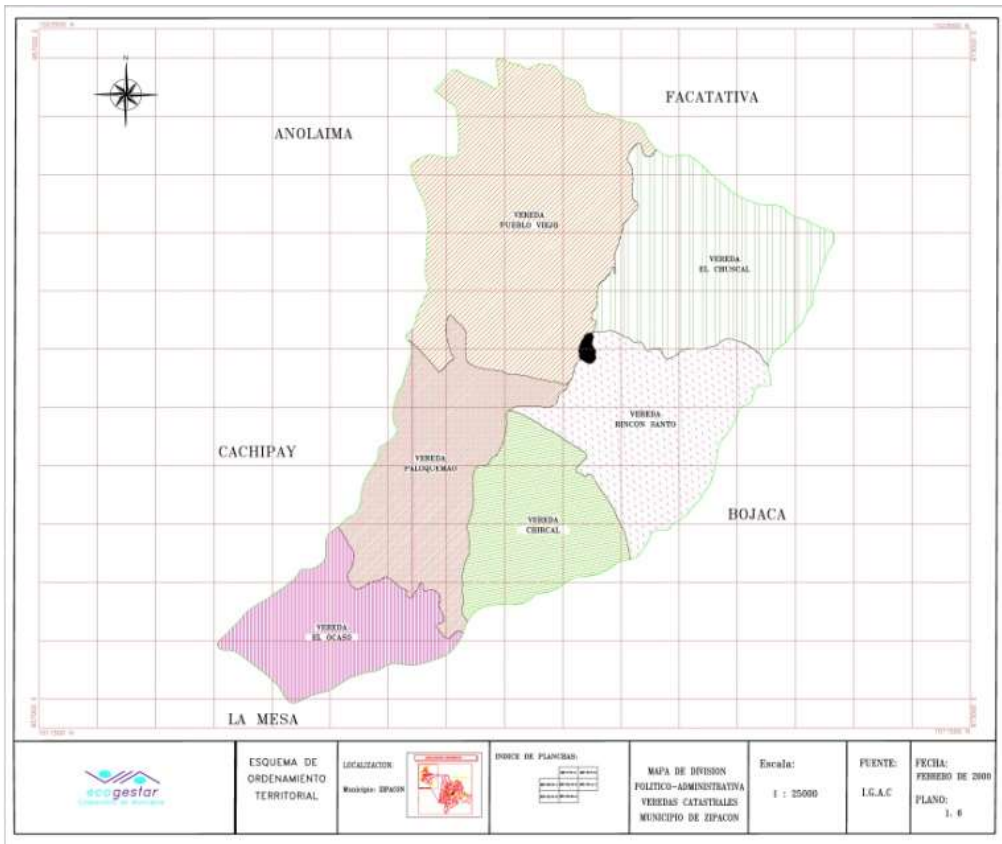 N
FACATATIVA
ANOLAIMA
VEREDA
PUEBLO VIEJO
VEREDA
EL CHUSCAL
VEREDA
RINCON SANTO
CACHIPAY
VEREDA
PALOQUEMAO
BOJACA
VEREDA
CHIRCAL
VEREDA
EL OCASO
LA MESA
ecogestar
ESQUEMA DE
ORDENAMIENTO
TERRITORIAL
LOCALIZACION:
Municipio: ZIPACON
INDICE DE PLANCHAS:
MAPA DE DIVISION
POLITICO-ADMINISTRATIVA
VEREDAS CATASTRALES
MUNICIPIO DE ZIPACON
Escala:
1 : 25000
FUENTE:
I.G.A.C
FECHA:
FEBRERO DE 2000
PLANO:
1. 6